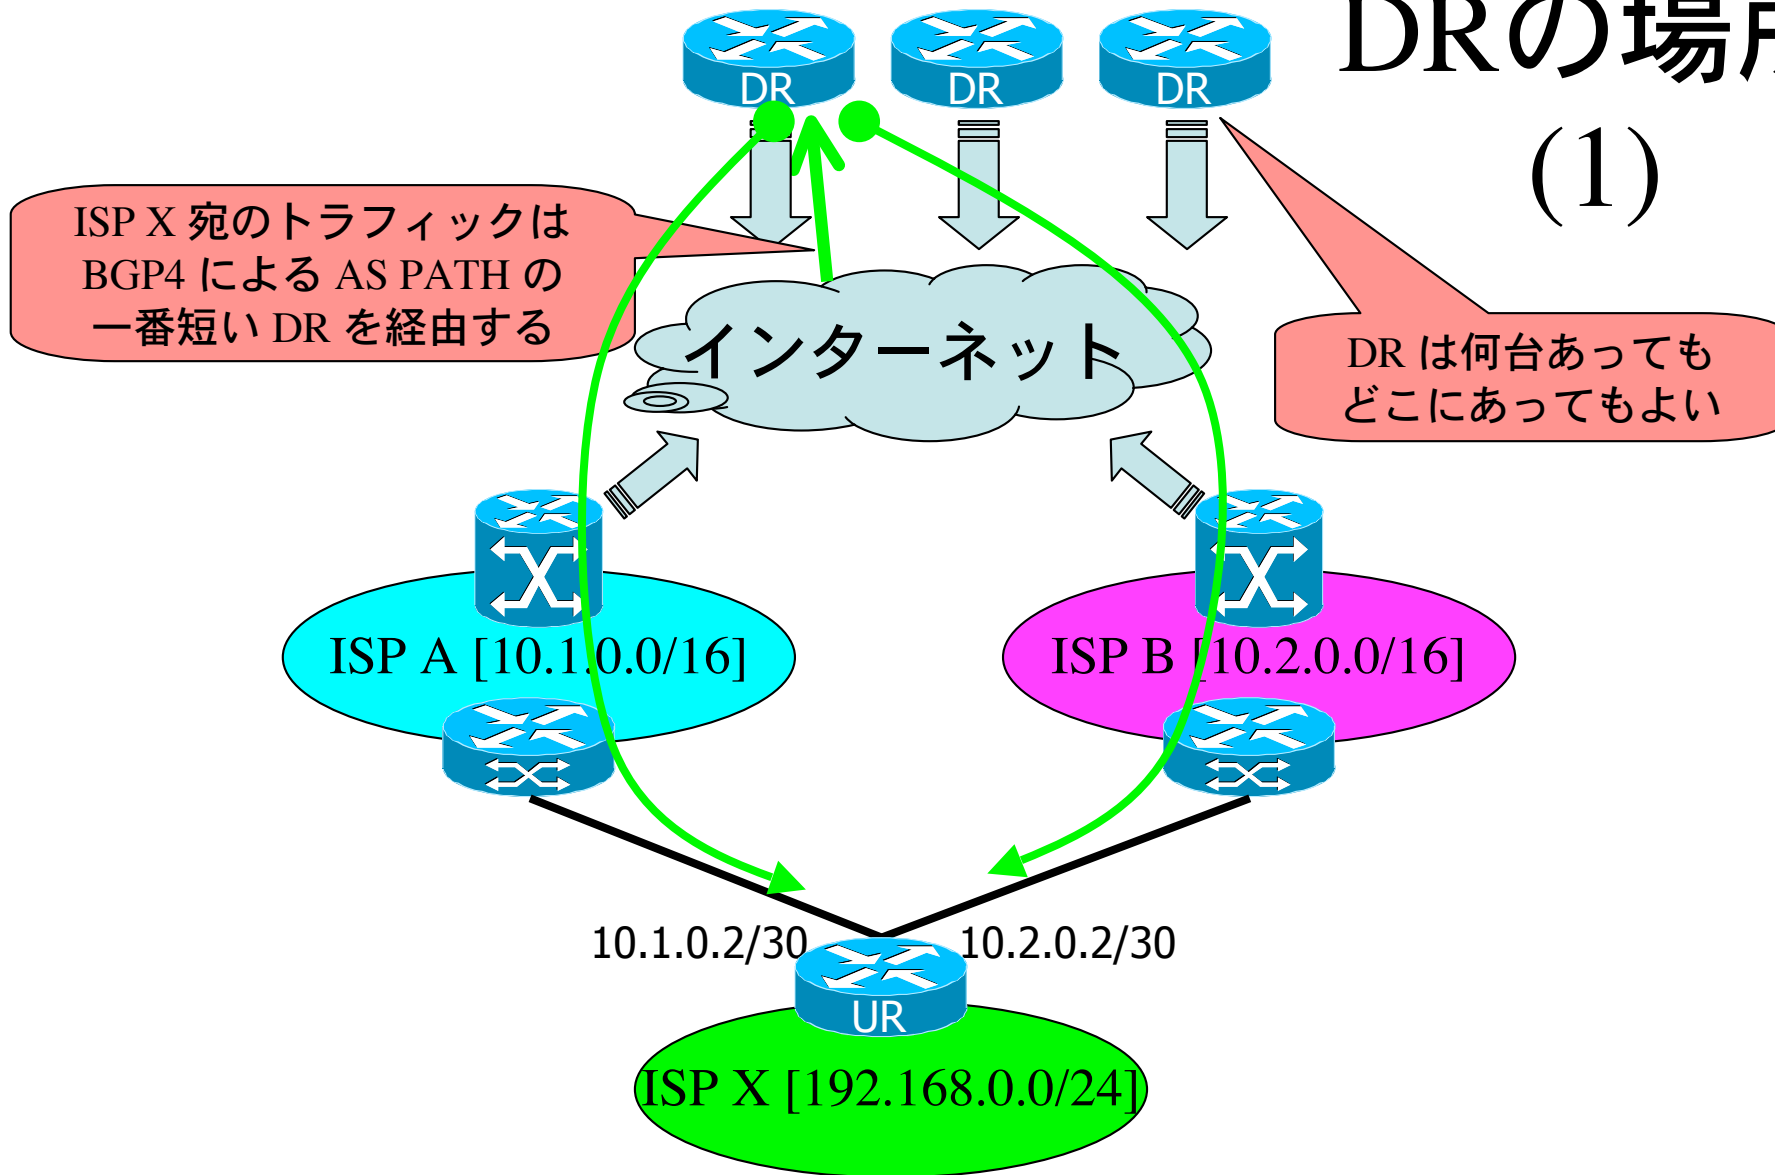 DRの場所
(1)
DR
DR
DR
ISP X 宛のトラフィックは
BGP4 による AS PATH の
一番短い DR を経由する
インターネット
DR は何台あっても
どこにあってもよい
ISP A [10.1.0.0/16]
ISP B [10.2.0.0/16]
10.1.0.2/30
10.2.0.2/30
UR
ISP X [192.168.0.0/24]